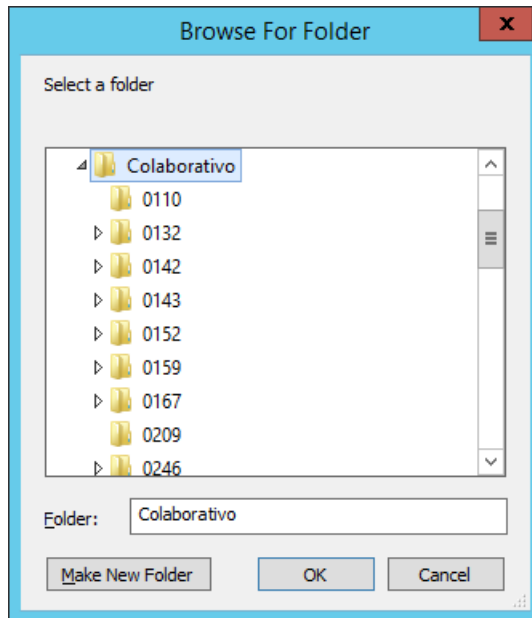 Browse For Folder
x
Select a folder
Colaborativo
0110
0132
0142
0143
0152
0159
0167
0209
0246
Folder: Colaborativo
Make New Folder OK Cancel